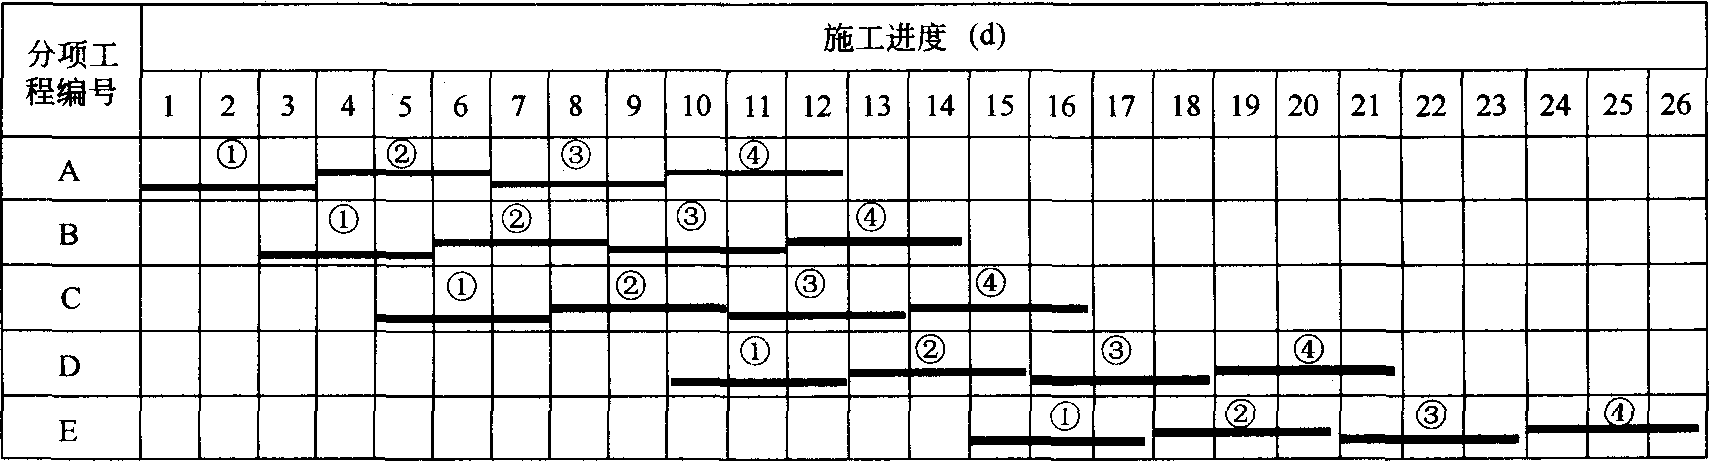 分项工
程编号
施工进度 (d)
1 2 3 4 5 6 7 8 9 10 11 12 13 14 15 16 17 18 19 20 21 22 23 24 25 26
A ① ② ③ ④
B ① ② ③ ④
C ① ② ③ ④
D ① ② ③ ④
E ① ② ③ ④